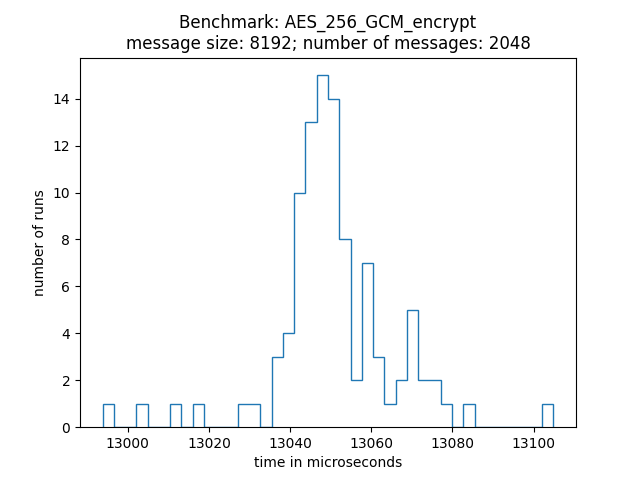 Benchmark: AES_256_GCM_encrypt
message size: 8192; number of messages: 2048
number of runs
14
12
10
8
6
4
2
0
13000 13020 13040 13060 13080 13100
time in microseconds